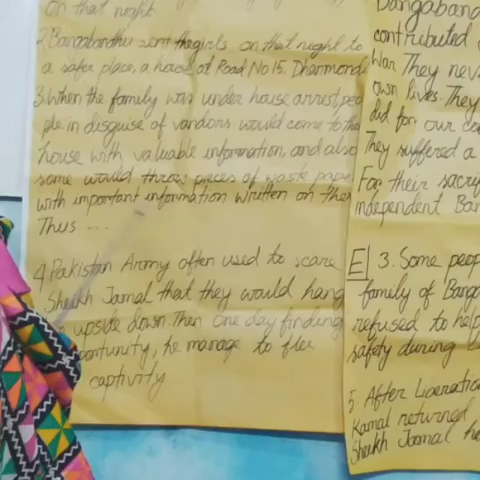 on that night
2. Bangabandhu sent the girls on that neight to
a safer place, a house at Road No 15, Dhanmondi
3. When the family was under house arrest, peo
ple in disguise of vandors would come to the
house with valuable information, and also
some would throw pieces of waste paper
with important information written on them
Thus ...
4 Pakistan Army often used to scare
Sheikh Jamal that they would hang
upside down. Then One day finding
portunity, he manage to flee
captivity
Bangaband
contributed
War. They nev
own lives. They
did for our co
They suffered a
For their sacri
independent Ban
E 3. Some peop
family of Banga
refused to help
safety during
5 After Liberatio
Kamal returned
Sheikh Jaamal he